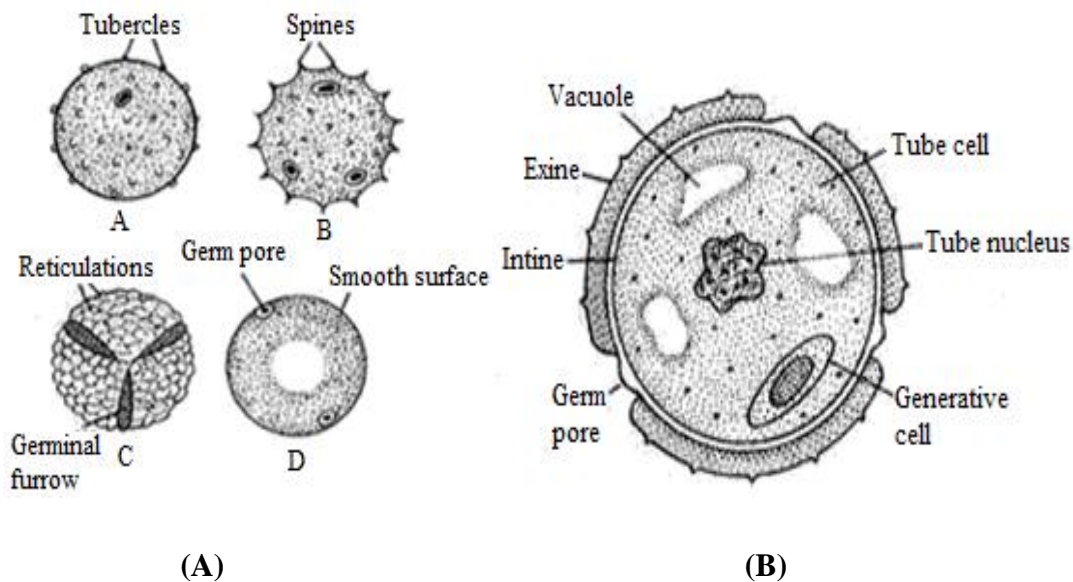 Tubercles
Spines
A
B
Reticulations
Germ pore
Smooth surface
Germinal
furrow
C
D
Vacuole
Exine
Intine
Germ
pore
Tube cell
Tube nucleus
Generative
cell
(A)
(B)